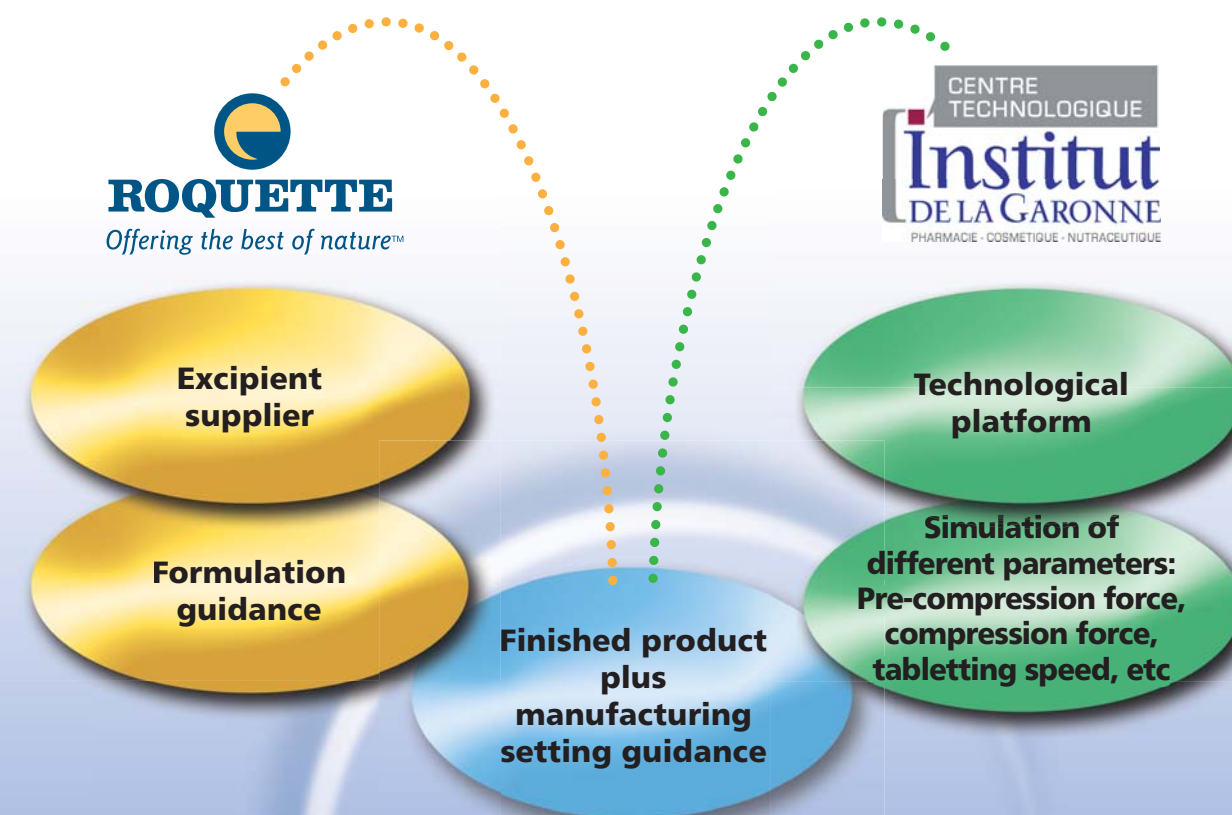 ROQUETTE
Offering the best of nature™
CENTRE
TECHNOLOGIQUE
Institut
DE LA GARONNE
PHARMACIE - COSMETIQUE - NUTRACEUTIQUE
Excipient
supplier
Formulation
guidance
Technological
platform
Simulation of
different parameters:
Pre-compression force,
compression force,
tabletting speed, etc
Finished product
plus
manufacturing
setting guidance